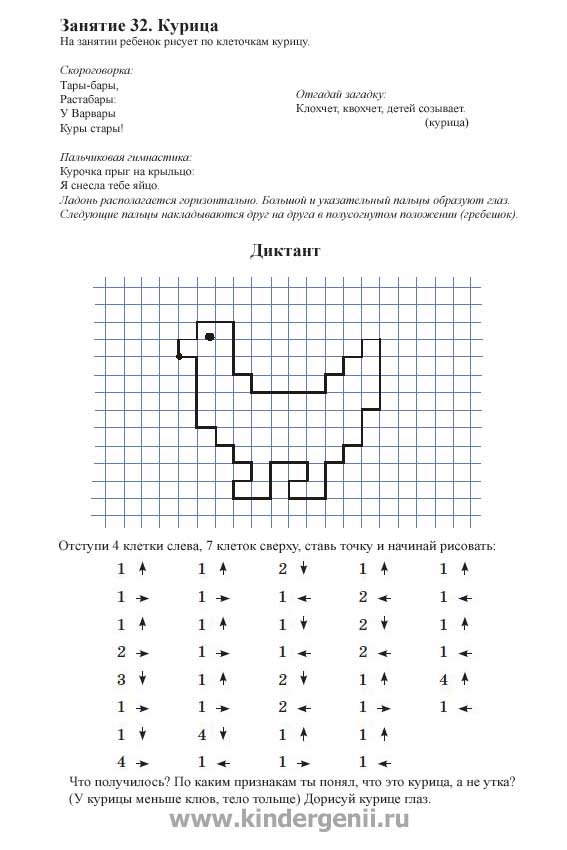 Занятие 32. Курица
На занятии ребенок рисует по клеточкам курицу.
Скороговорка:
Тары-бары,
Растабары:
У Варвары
Куры стары!
Отгадай загадку:
Клохчет, квохчет, детей созывает.
(курица)
Пальчиковая гимнастика:
Курочка прыг на крыльцо:
Я снесла тебе яйцо.
Ладонь располагается горизонтально. Большой и указательный пальцы образуют глаз.
Следующие пальцы накладываются друг на друга в полусогнутом положении (гребешок).
Диктант
Отступи 4 клетки слева, 7 клеток сверху, ставь точку и начинай рисовать:
1 ↑ 1 ↑ 2 ↓ 1 ↑ 1 ↑
1 → 1 → 1 ← 2 ← 1 ←
1 ↑ 1 ↑ 1 ↓ 2 ↓ 1 ↑
2 → 1 → 1 ← 2 ← 1 ←
3 ↓ 1 ↑ 2 ↓ 1 ↑ 4 ↑
1 → 1 → 2 ← 1 → 1 ←
1 ↓ 4 ↓ 1 ↑ 1 ↑
4 → 1 ← 1 → 1 ←
Что получилось? По каким признакам ты понял, что это курица, а не утка?
(У курицы меньше клюв, тело толще) Дорисуй курице глаз.
www.kindergenii.ru